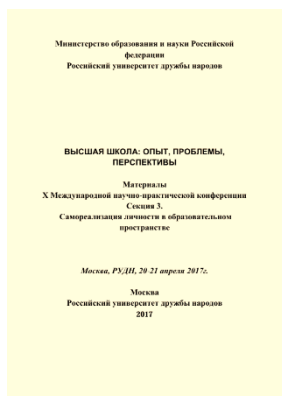 Министерство образования и науки Российской
федерации
Российский университет дружбы народов
ВЫСШАЯ ШКОЛА: ОПЫТ, ПРОБЛЕМЫ,
ПЕРСПЕКТИВЫ
Материалы
X Международной научно-практической конференции
Секция 3.
Самореализация личности в образовательном
пространстве
Москва, РУДН, 20-21 апреля 2017г.
Москва
Российский университет дружбы народов
2017